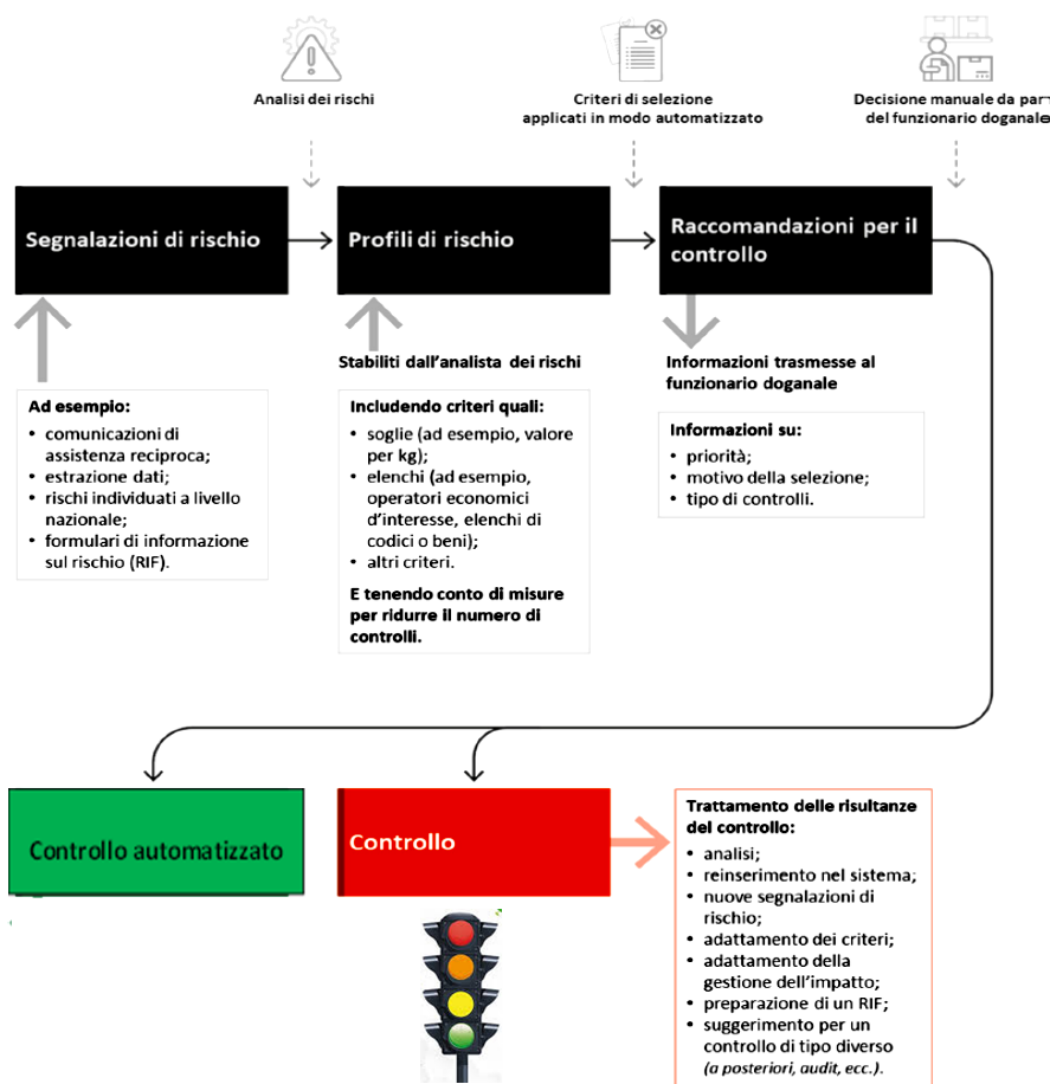 Analisi dei rischi
Criteri di selezione
applicati in modo automatizzato
Decisione manuale da part
del funzionario doganale
Segnalazioni di rischio
Profili di rischio
Raccomandazioni per il
controllo
Ad esempio:
• comunicazioni di
assistenza reciproca;
• estrazione dati;
• rischi individuati a livello
nazionale;
• formulari di informazione
sul rischio (RIF).
Stabiliti dall'analista dei rischi
Includendo criteri quali:
• soglie (ad esempio, valore
per kg);
• elenchi (ad esempio,
operatori economici
d'interesse, elenchi di
codici o beni);
• altri criteri.
E tenendo conto di misure
per ridurre il numero di
controlli.
Informazioni trasmesse al
funzionario doganale
Informazioni su:
• priorità;
• motivo della selezione;
• tipo di controlli.
Controllo automatizzato
Controllo
Trattamento delle risultanze
del controllo:
• analisi;
• reinserimento nel sistema;
• nuove segnalazioni di
rischio;
• adattamento dei criteri;
• adattamento della
gestione dell'impatto;
• preparazione di un RIF;
• suggerimento per un
controllo di tipo diverso
(a posteriori, audit, ecc.).